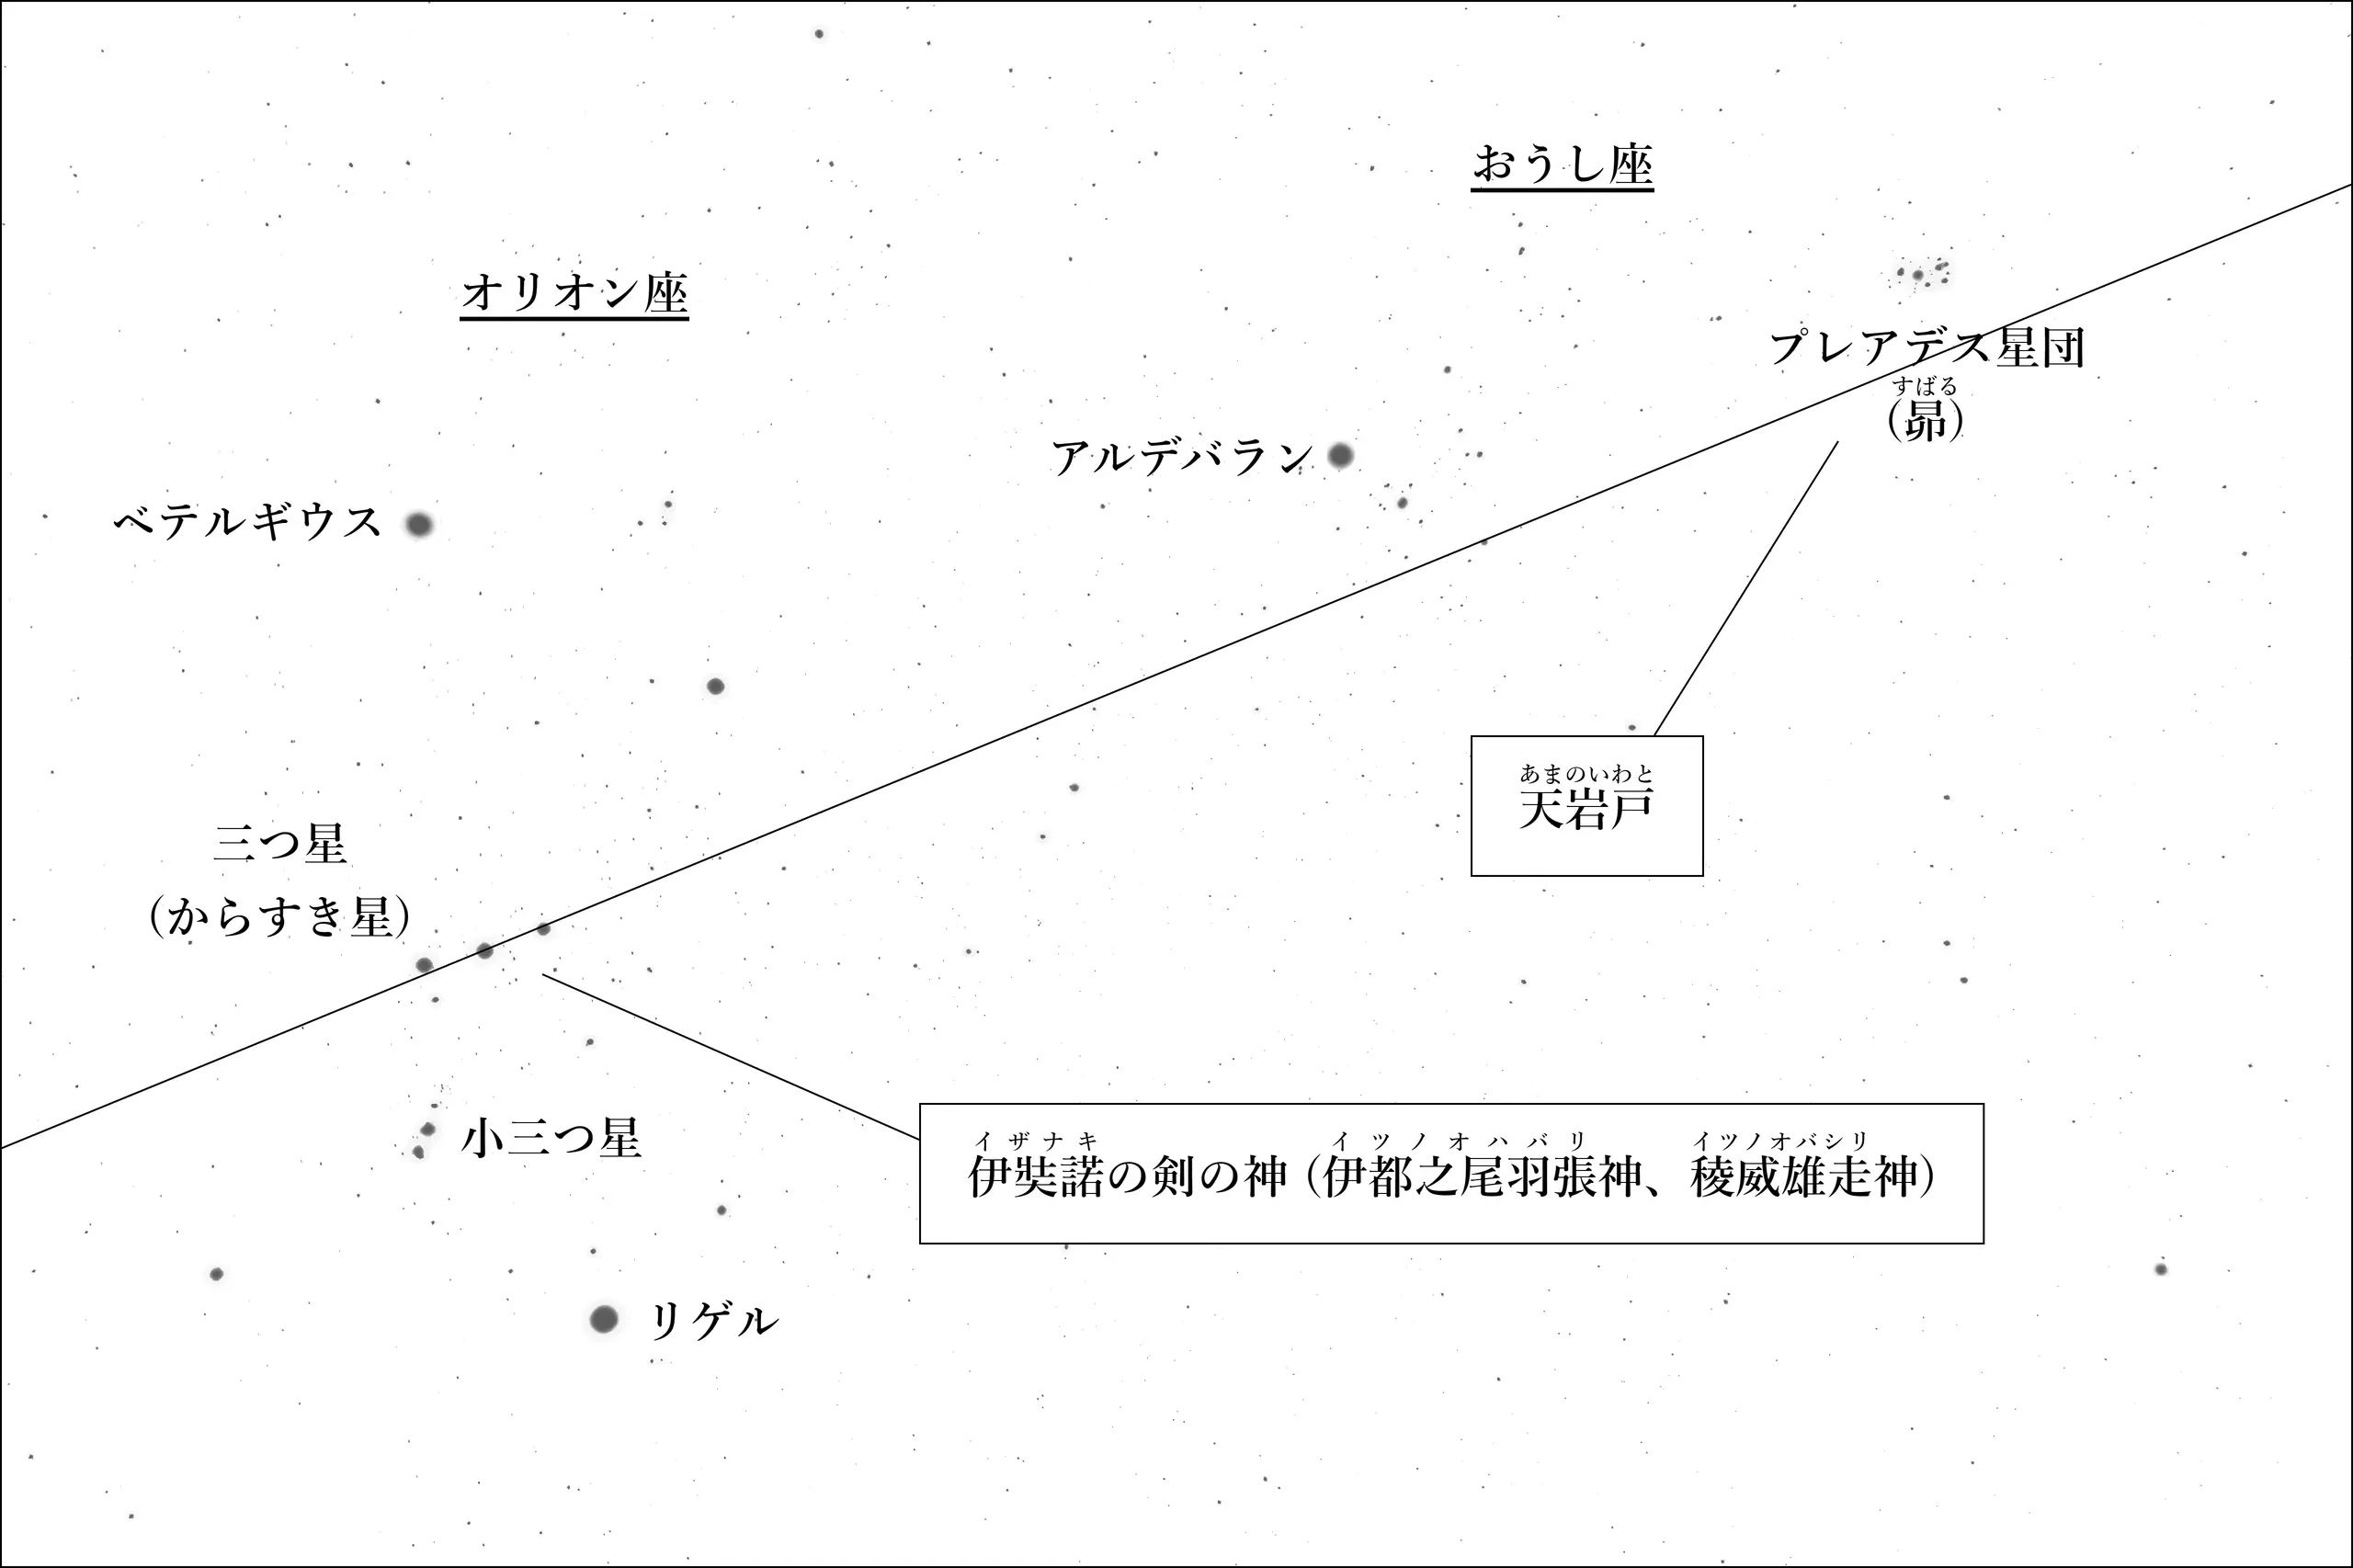 おうし座
オリオン座
プレアデス星団
すばる
（昴）
アルデバラン
ベテルギウス
あまのいわと
天岩戸
三つ星
（からすき星）
小三つ星
イザナキ　イツノオハバリ　イツノオバシリ
伊奘諾の剣の神（伊都之尾羽張神、稜威雄走神）
リゲル